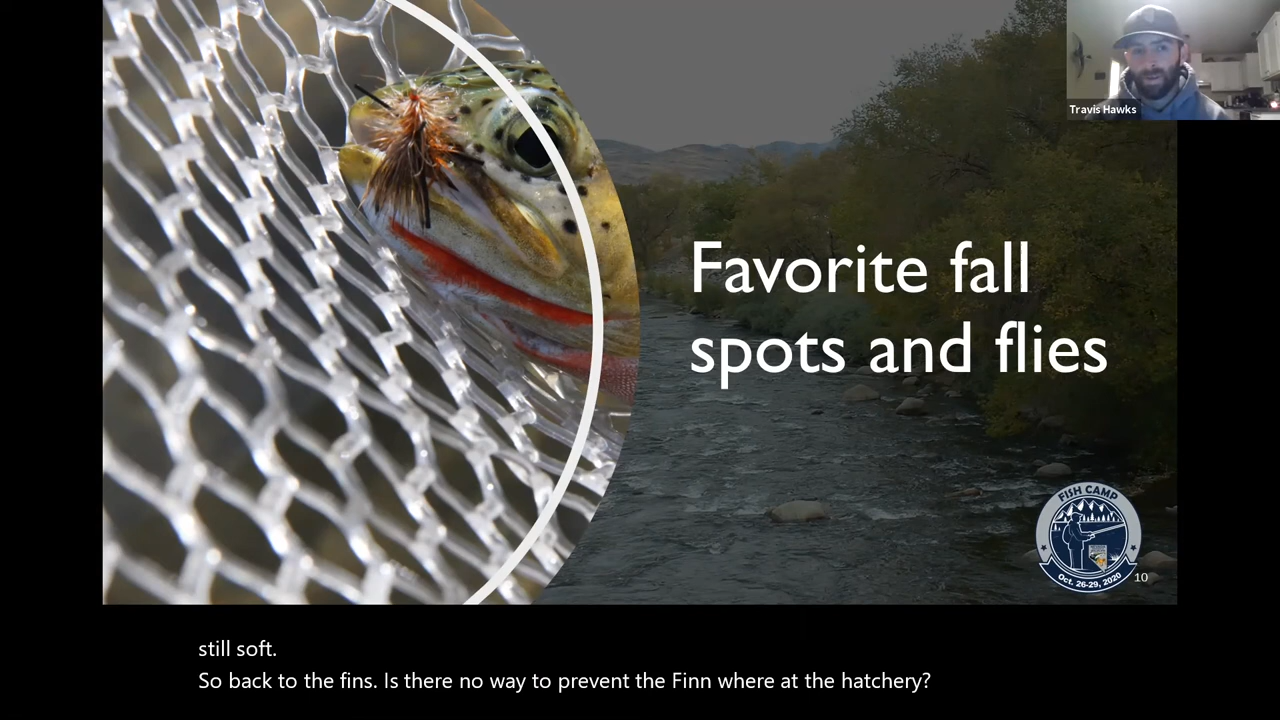 Travis Hawks
Favorite fall
spots and flies
FISH CAMP
Oct. 26-29, 2020
10
still soft.
So back to the fins. Is there no way to prevent the Finn where at the hatchery?